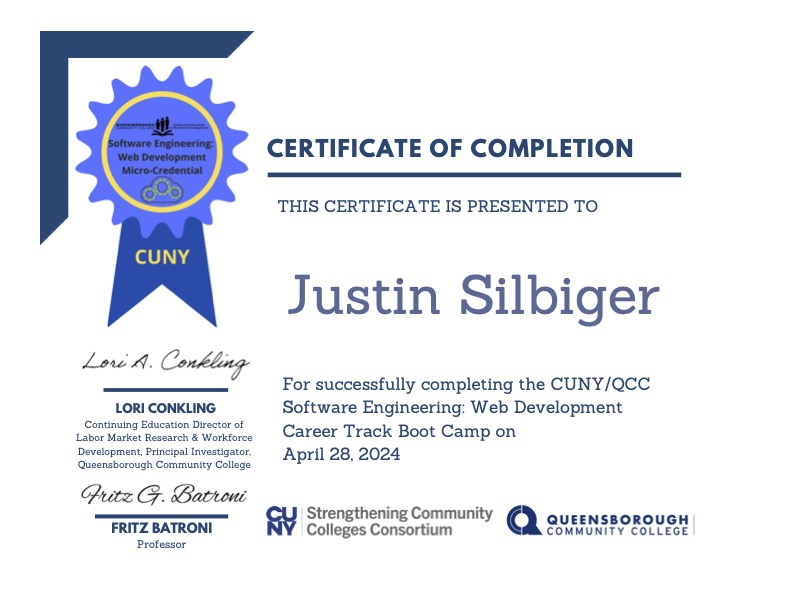 QUEENSBOROUGH
Software Engineering:
Web Development
Micro-Credential
CUNY
CERTIFICATE OF COMPLETION
THIS CERTIFICATE IS PRESENTED TO
Justin Silbiger
For successfully completing the CUNY/QCC
Software Engineering: Web Development
Career Track Boot Camp on
April 28, 2024
Lori A. Conkling
LORI CONKLING
Continuing Education Director of
Labor Market Research & Workforce
Development, Principal Investigator,
Queensborough Community College
Fritz G. Batroni
FRITZ BATRONI
Professor
CU
NY
Strengthening Community
Colleges Consortium
QUEENSBOROUGH
COMMUNITY COLLEGE